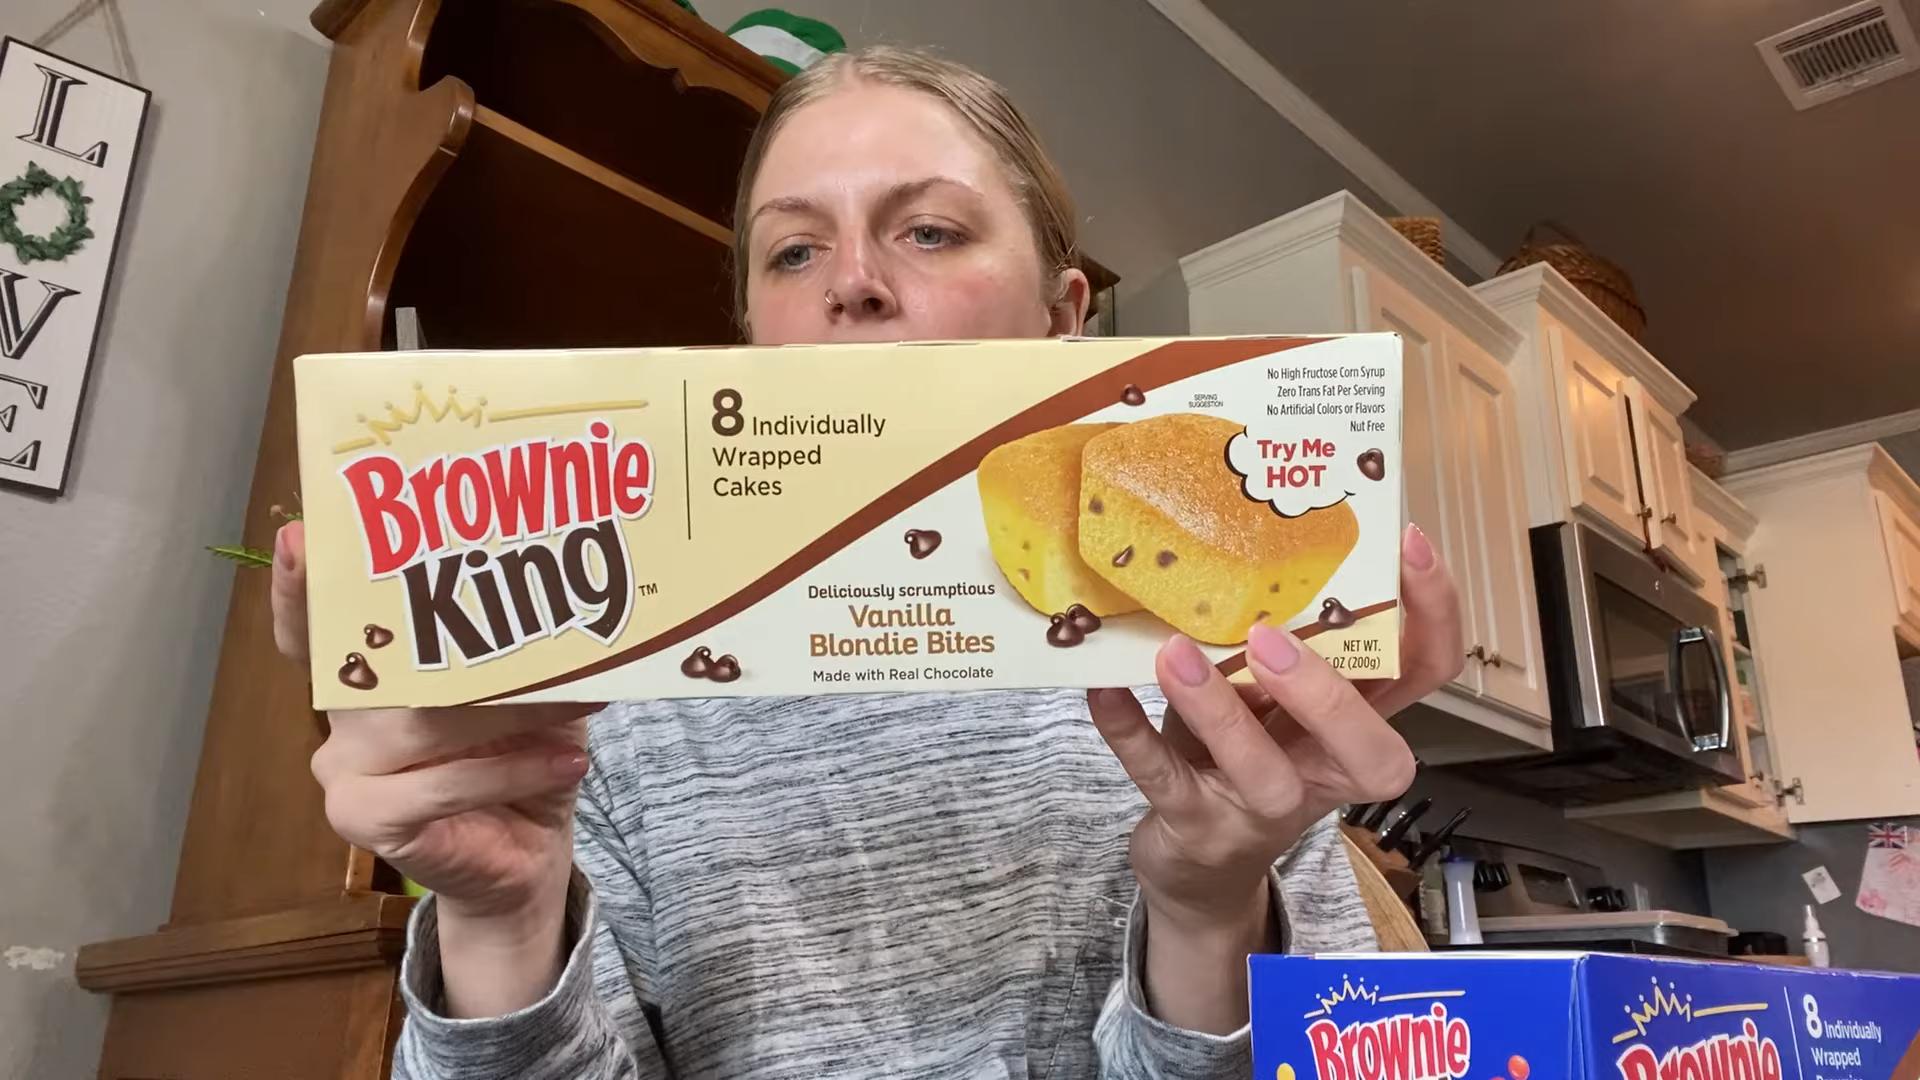 L
V
E
Brownie
King™
8 Individually
Wrapped
Cakes
Deliciously scrumptious
Vanilla
Blondie Bites
Made with Real Chocolate
SERVING
SUGGESTION
No High Fructose Corn Syrup
Zero Trans Fat Per Serving
No Artificial Colors or Flavors
Nut Free
Try Me
HOT
NET WT.
OZ (200g)
Brownie
Brownie
8 Individually
Wrapped